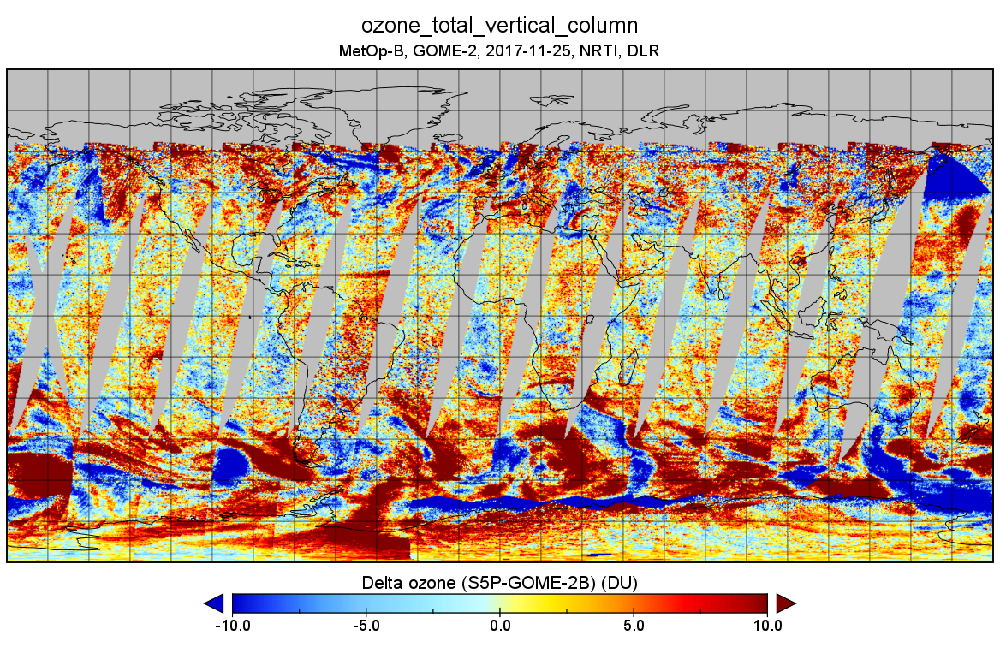 ozone_total_vertical_column
MetOp-B, GOME-2, 2017-11-25, NRTI, DLR
Delta ozone (S5P-GOME-2B) (DU)
-10.0 -5.0 0.0 5.0 10.0